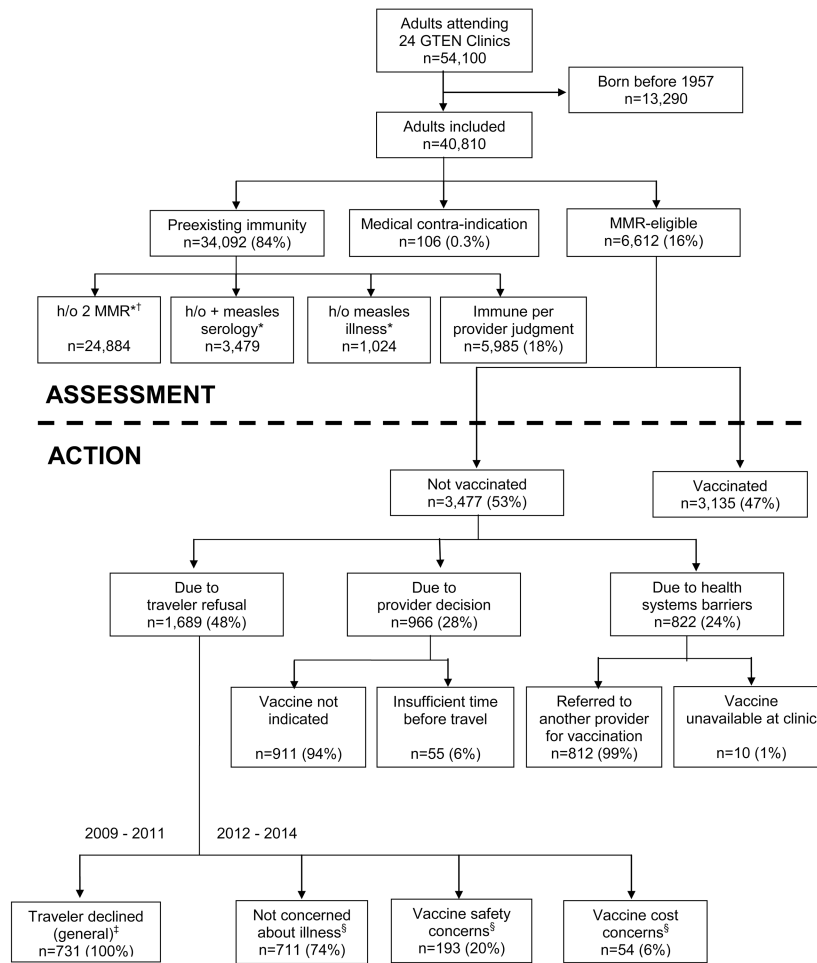 Adults attending
24 GTEN Clinics
n=54,100
Born before 1957
n=13,290
Adults included
n=40,810
Preexisting immunity
n=34,092 (84%)
Medical contra-indication
n=106 (0.3%)
MMR-eligible
n=6,612 (16%)
h/o 2 MMR*†
n=24,884
h/o + measles
serology*
n=3,479
h/o measles
illness*
n=1,024
Immune per
provider judgment
n=5,985 (18%)
ASSESSMENT
ACTION
Not vaccinated
n=3,477 (53%)
Vaccinated
n=3,135 (47%)
Due to
traveler refusal
n=1,689 (48%)
Due to
provider decision
n=966 (28%)
Due to health
systems barriers
n=822 (24%)
Vaccine not
indicated
n=911 (94%)
Insufficient time
before travel
n=55 (6%)
Referred to
another provider
for vaccination
n=812 (99%)
Vaccine
unavailable at clinic
n=10 (1%)
2009 - 2011
2012 - 2014
Traveler declined
(general)‡
n=731 (100%)
Not concerned
about illness§
n=711 (74%)
Vaccine safety
concerns§
n=193 (20%)
Vaccine cost
concerns§
n=54 (6%)